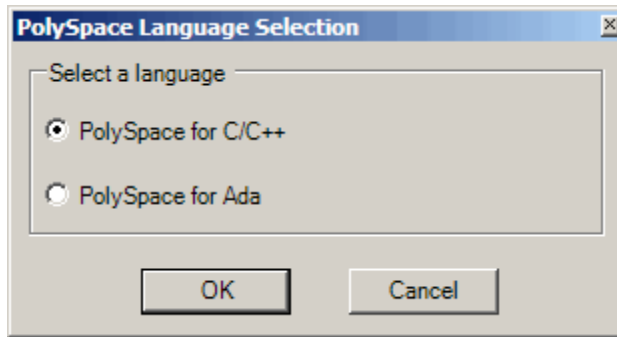 PolySpace Language Selection
Select a language
PolySpace for C/C++
PolySpace for Ada
OK
Cancel